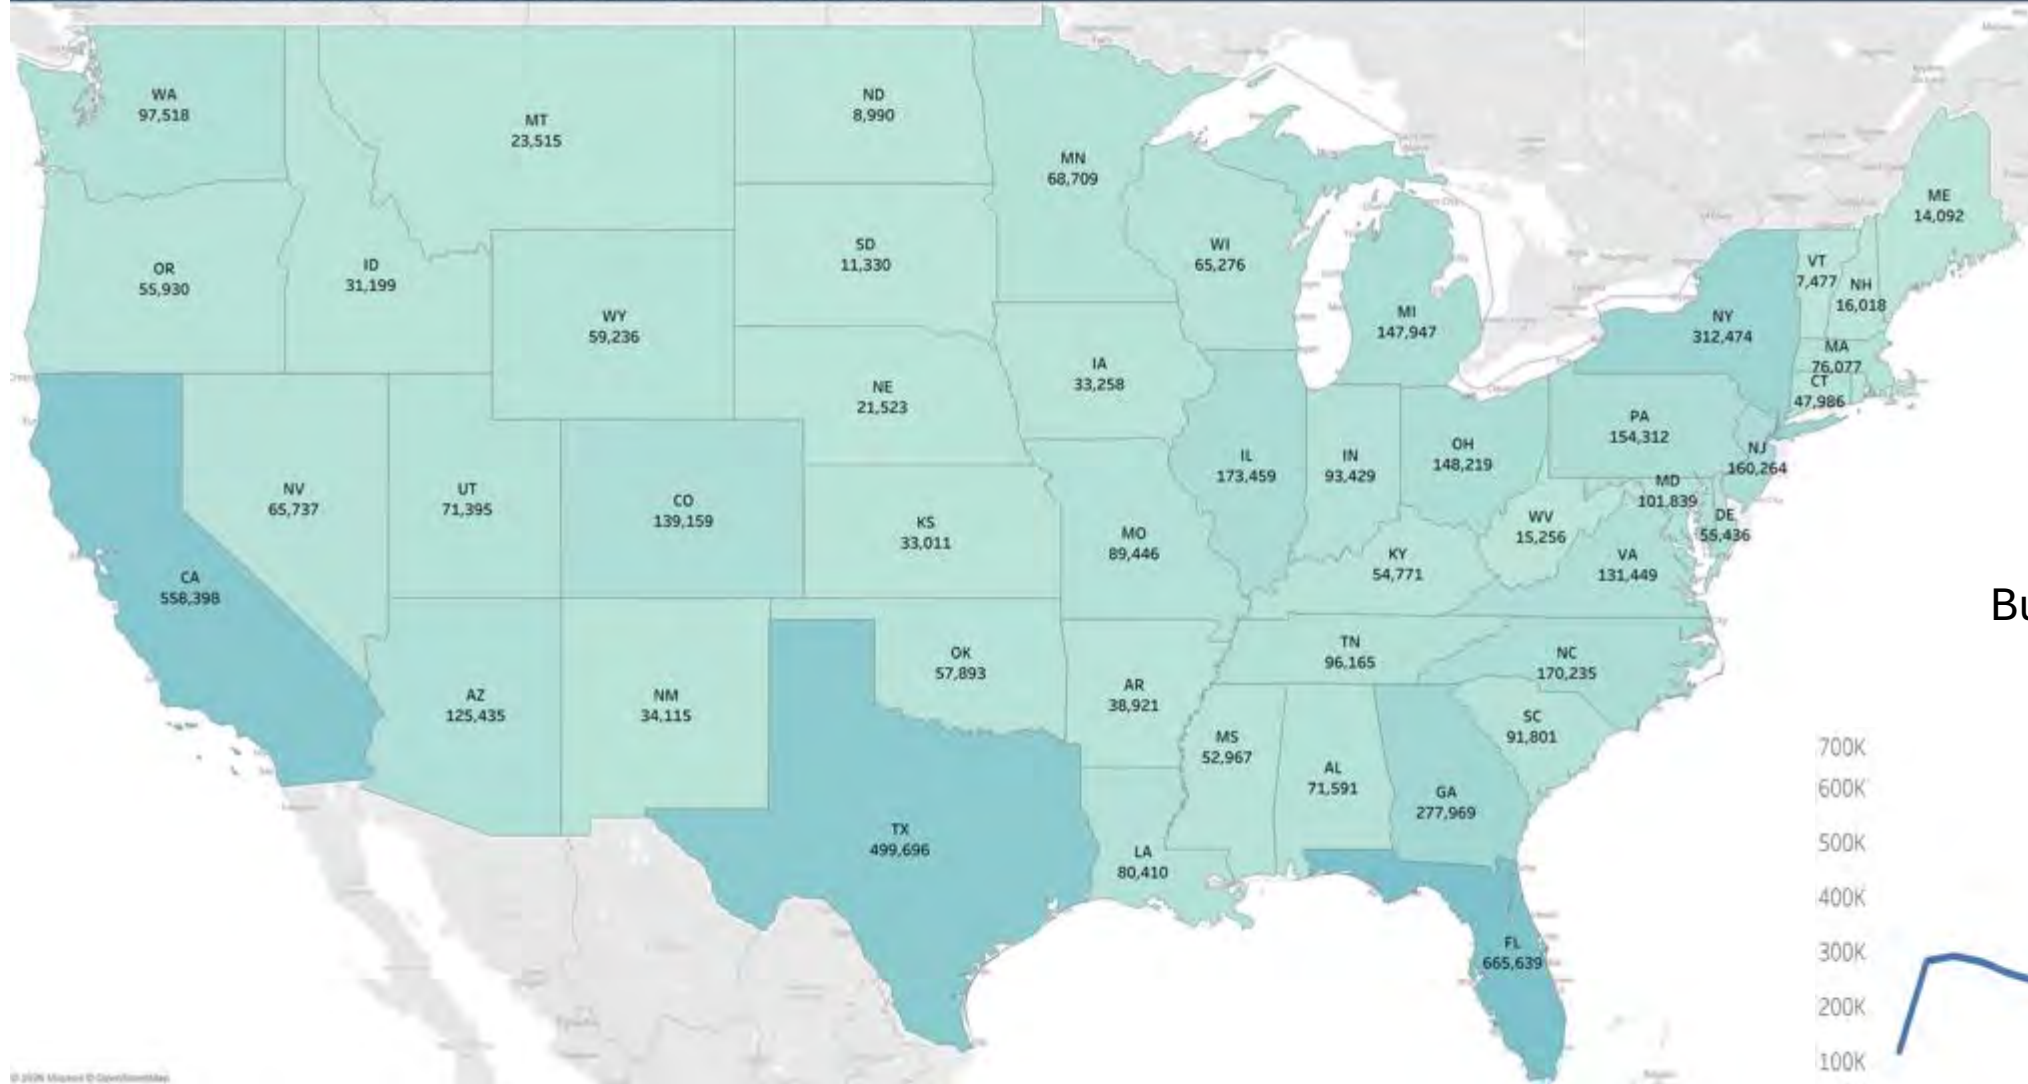 WA
97,518
MT
23,515
ND
8,990
MN
68,709
ME
14,092
OR
55,930
ID
31,199
WY
59,236
SD
11,330
WI
65,276
MI
147,947
NY
312,474
VT
7,477
NH
16,018
MA
76,077
CT
47,986
NE
21,523
IA
33,258
IL
173,459
IN
93,429
OH
148,219
PA
154,312
NJ
160,264
MD
101,839
DE
55,436
NV
65,737
UT
71,395
CO
139,159
KS
33,011
MO
89,446
KY
54,771
WV
15,256
VA
131,449
CA
558,398
AZ
125,435
NM
34,115
OK
57,893
AR
38,921
TN
96,165
NC
170,235
SC
91,801
MS
52,967
AL
71,591
GA
277,969
TX
499,696
LA
80,410
FL
665,639
Bu
700K
600K
500K
400K
300K
200K
100K